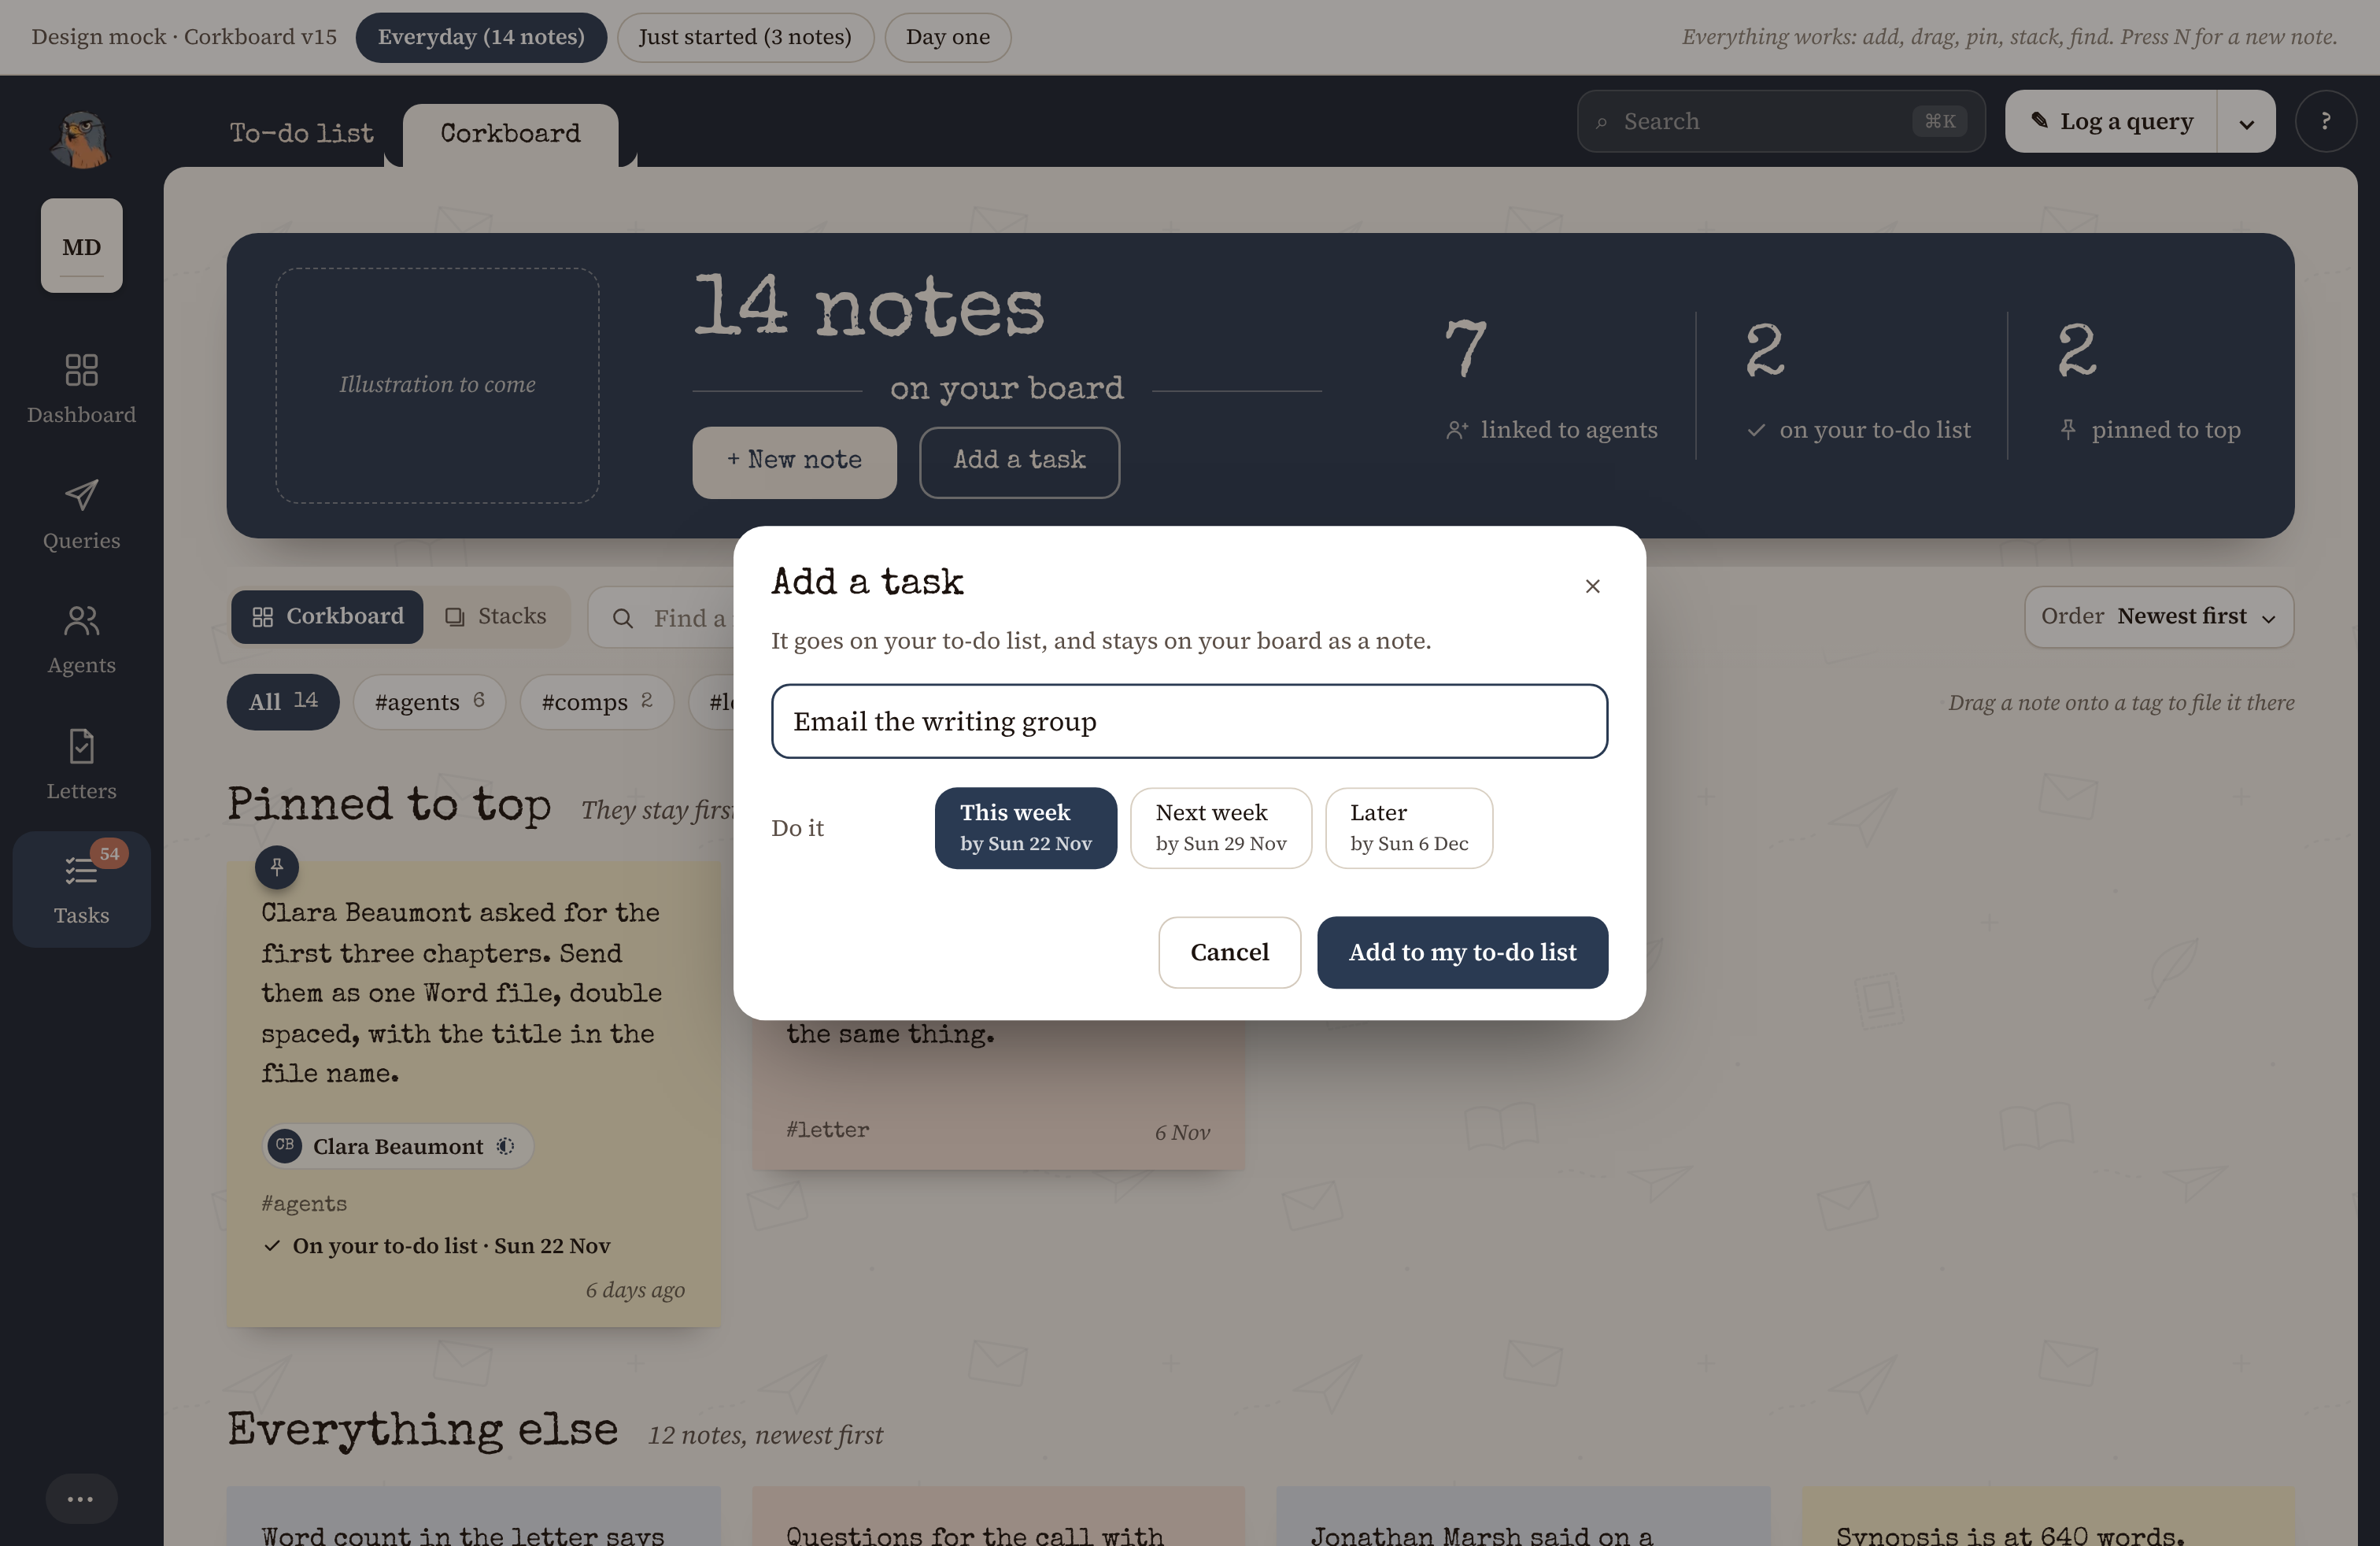 Design mock · Corkboard v15
Everyday (14 notes)
Just started (3 notes)
Day one
Everything works: add, drag, pin, stack, find. Press N for a new note.
To-do list
Corkboard
Search
⌘K
Log a query
?
MD
Dashboard
Queries
Agents
Letters
54
Tasks
Illustration to come
14 notes
on your board
+ New note
Add a task
7
linked to agents
2
on your to-do list
2
pinned to top
Corkboard
Stacks
Find a
Order Newest first
All 14
#agents 6
#comps 2
Drag a note onto a tag to file it there
Add a task
×
It goes on your to-do list, and stays on your board as a note.
Email the writing group
Do it
This week
by Sun 22 Nov
Next week
by Sun 29 Nov
Later
by Sun 6 Dec
Cancel
Add to my to-do list
Pinned to top
They stay
Clara Beaumont asked for the
first three chapters. Send
them as one Word file, double
spaced, with the title in the
file name.
CB
Clara Beaumont
#agents
On your to-do list · Sun 22 Nov
6 days ago
the same thing.
#letter
6 Nov
Everything else
12 notes, newest first
Word count in the letter says
Questions for the call with
Jonathan Marsh said on a
Synopsis is at 640 words.